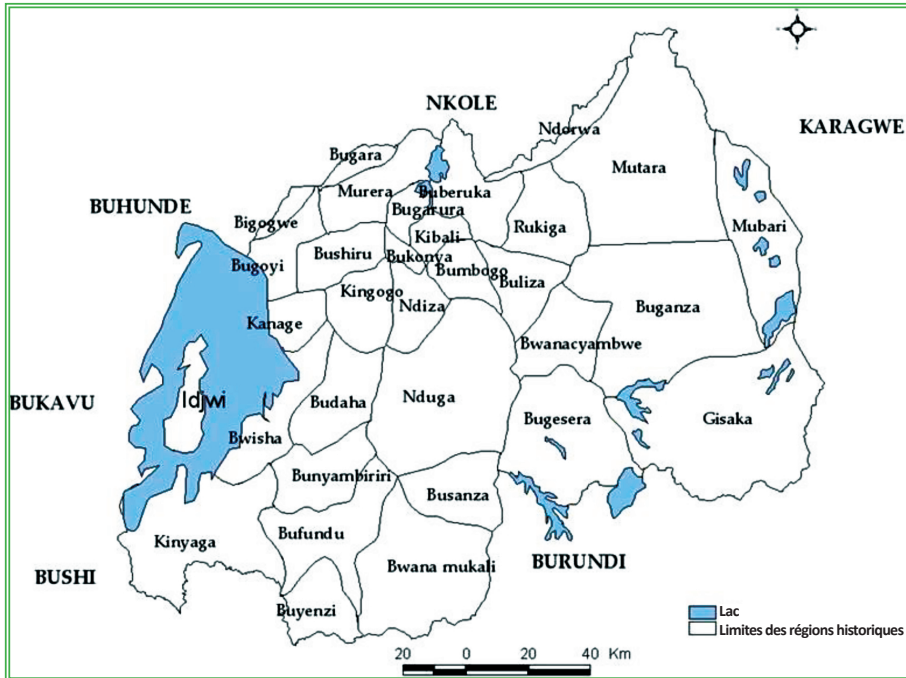 NKOLE
Ndorwa
KARAGWE
Bugara
Mutara
Murera
Buberuka
BUHUNDE
Bugarura
Bigogwe
Rukiga
Mubari
Kibali
Bushiru
Bukonya
Bugoyi
Bumbogo
Buliza
Kingogo
Buganza
Ndiza
Kanage
Bwanacyambwe
Idjwi
Nduga
BUKAVU
Budaha
Bugesera
Gisaka
Bwisha
Bunyambiriri
Busanza
Bufundu
Kinyaga
BURUNDI
Bwana mukali
BUSHI
Buyenzi
Lac
Limites des régions historiques
20 0 20 40 Km